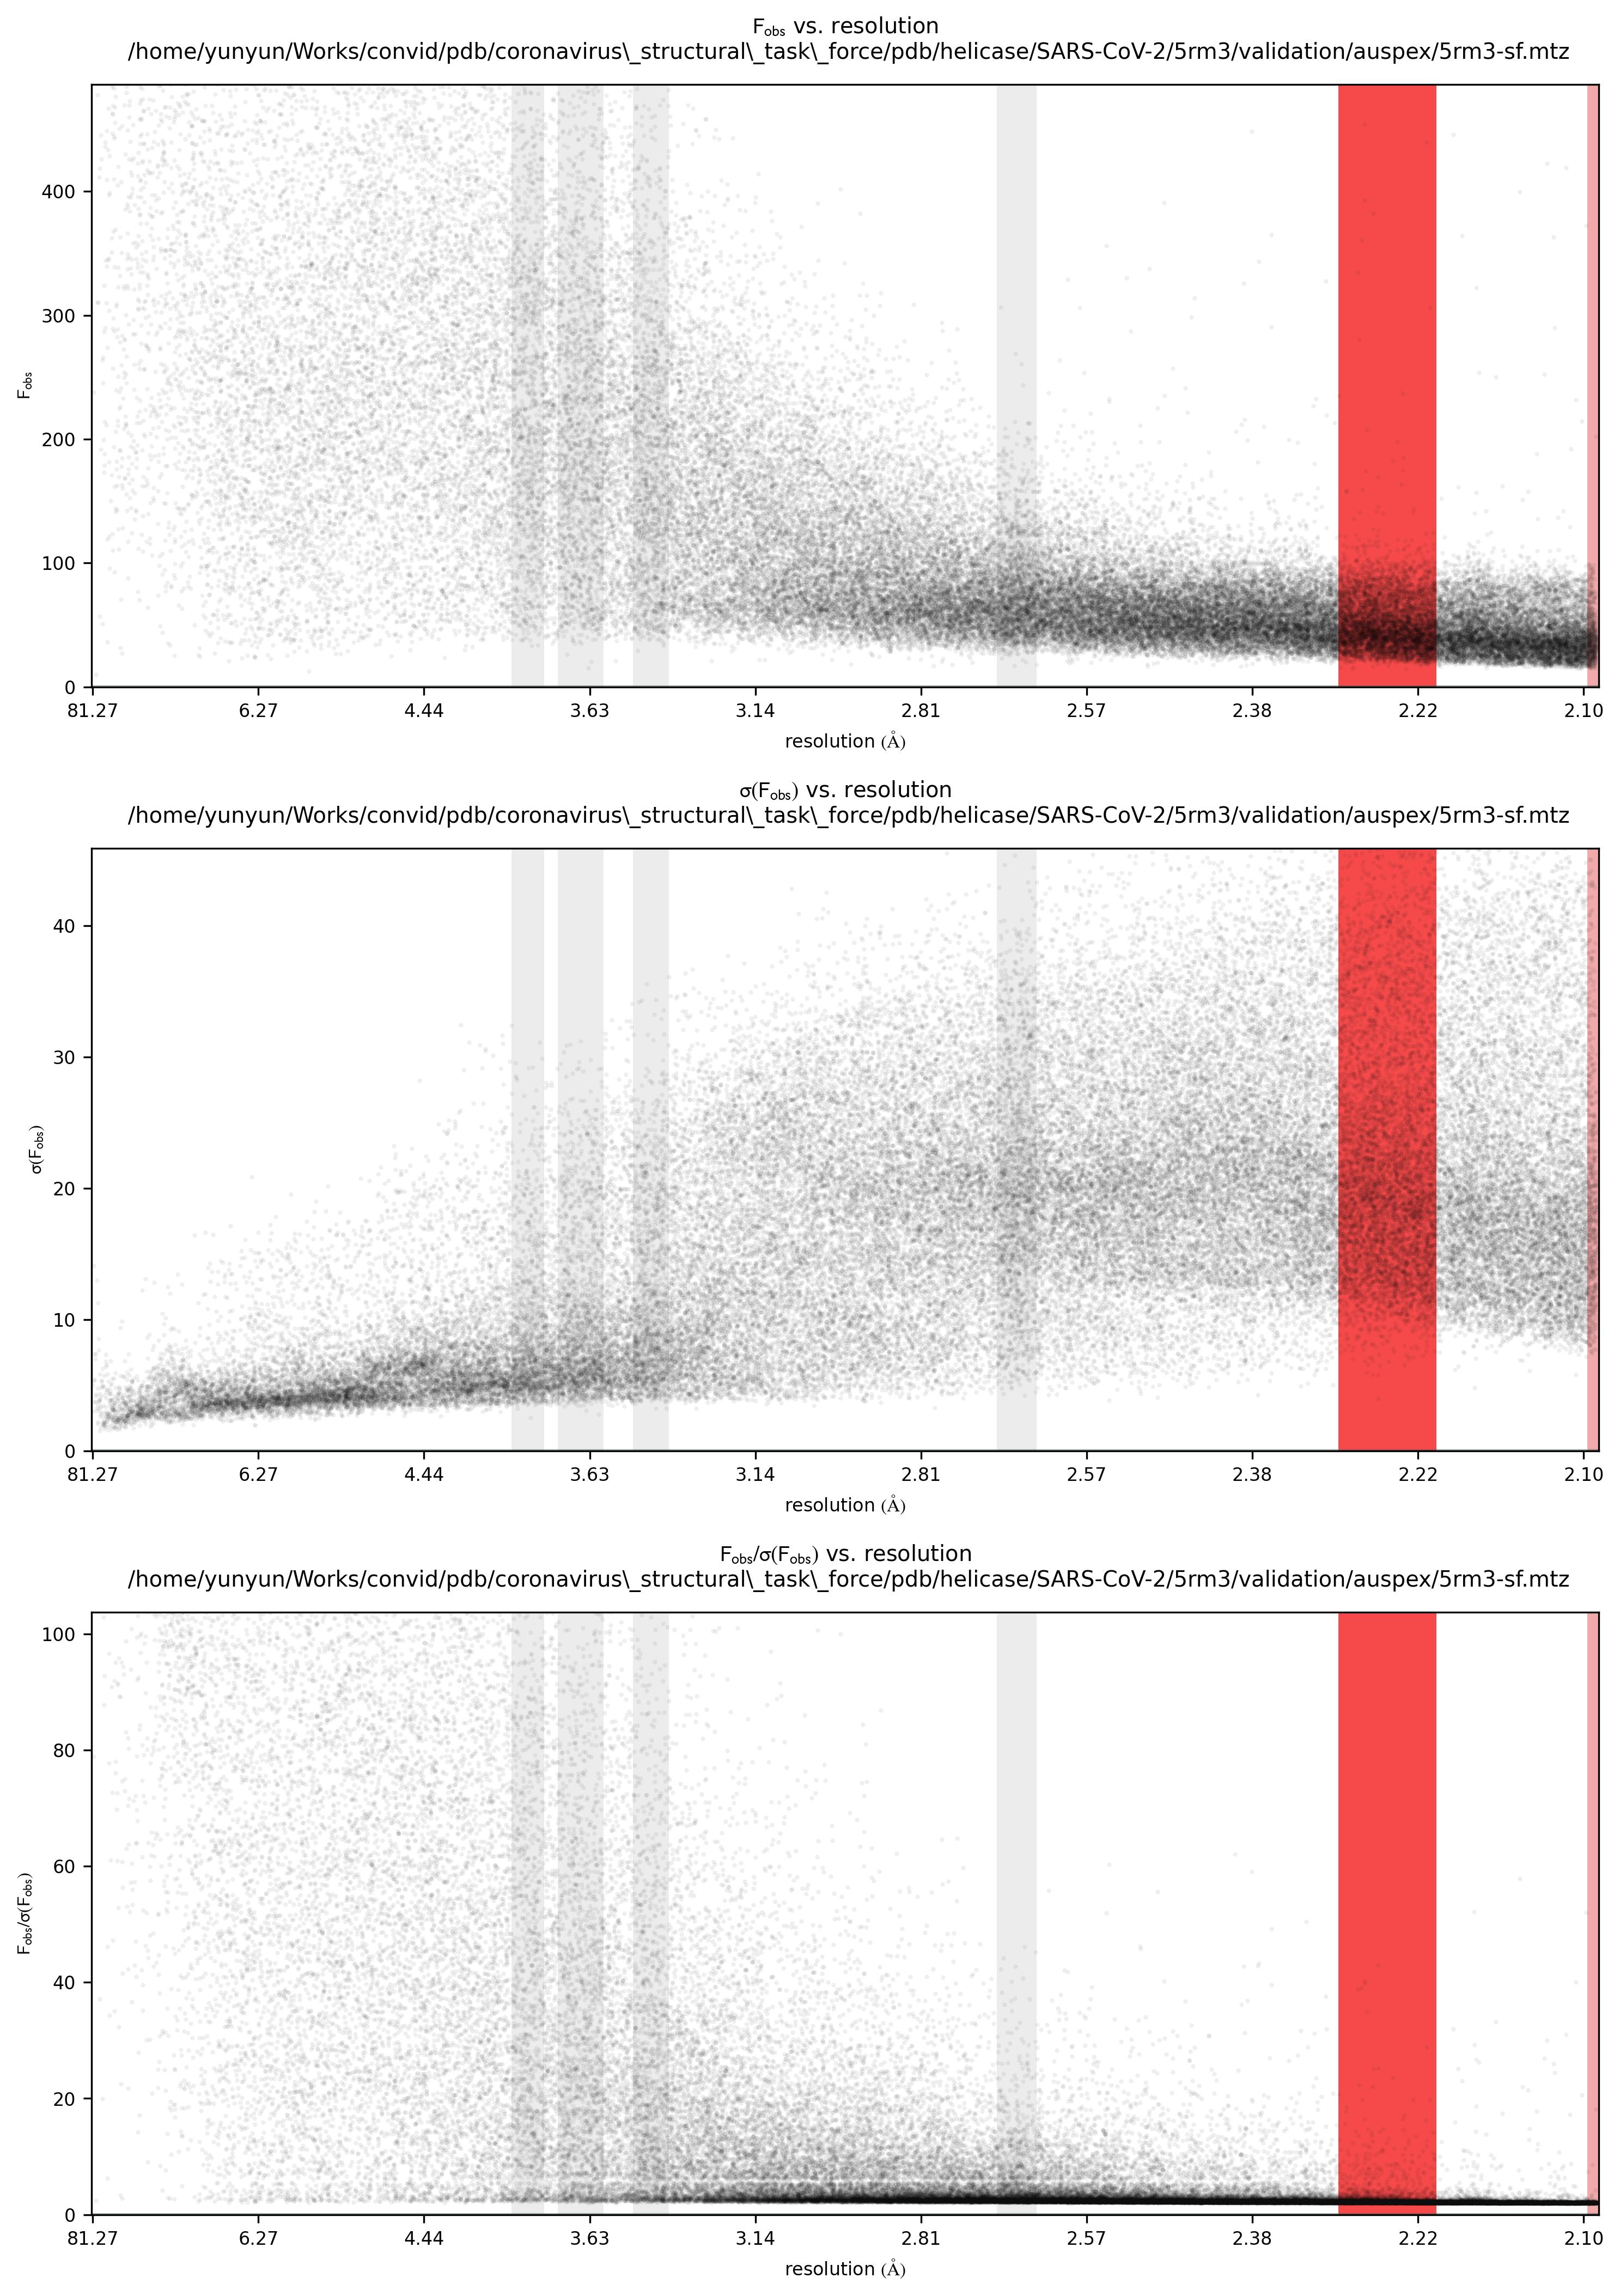 Fobs vs. resolution
/home/yunyun/Works/convid/pdb/coronavirus\_structural\_task\_force/pdb/helicase/SARS-CoV-2/5rm3/validation/auspex/5rm3-sf.mtz
400
300
200
100
0
Fobs
81.27 6.27 4.44 3.63 3.14 2.81 2.57 2.38 2.22 2.10
resolution (Å)
σ(Fobs) vs. resolution
/home/yunyun/Works/convid/pdb/coronavirus\_structural\_task\_force/pdb/helicase/SARS-CoV-2/5rm3/validation/auspex/5rm3-sf.mtz
40
30
20
10
0
σ(Fobs)
81.27 6.27 4.44 3.63 3.14 2.81 2.57 2.38 2.22 2.10
resolution (Å)
Fobs/σ(Fobs) vs. resolution
/home/yunyun/Works/convid/pdb/coronavirus\_structural\_task\_force/pdb/helicase/SARS-CoV-2/5rm3/validation/auspex/5rm3-sf.mtz
100
80
60
40
20
0
Fobs/σ(Fobs)
81.27 6.27 4.44 3.63 3.14 2.81 2.57 2.38 2.22 2.10
resolution (Å)